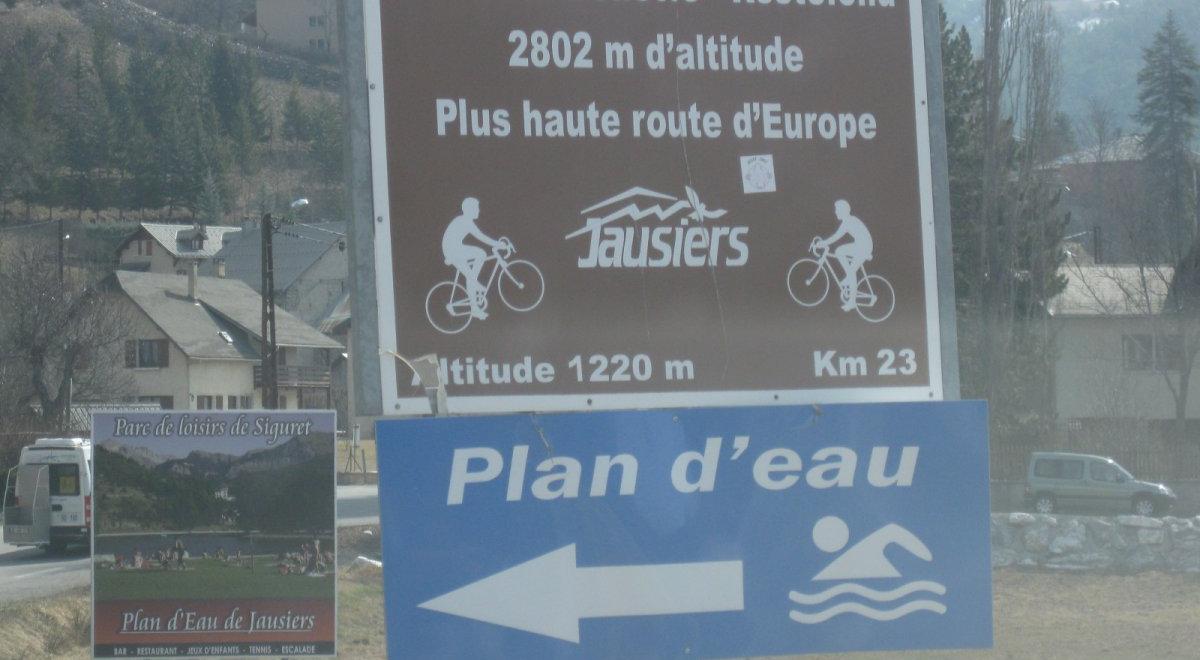 2802 m d'altitude
Plus haute route d'Europe
Jausiers
Altitude 1220 m
Km 23
Plan d'eau
Parc de loisirs de Siguret
Plan d'Eau de Jausiers
BAR - RESTAURANT - JEUX D'ENFANTS - TENNIS - ESCALADE